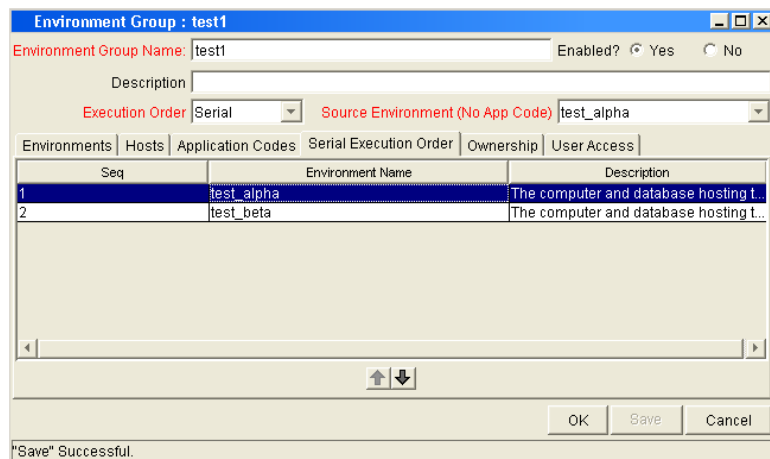 Environment Group : test1
Environment Group Name: test1 Enabled? Yes No
Description
Execution Order Serial Source Environment (No App Code) test_alpha
Environments Hosts Application Codes Serial Execution Order Ownership User Access
Seq Environment Name Description
1 test_alpha The computer and database hosting t...
2 test_beta The computer and database hosting t...
OK Save Cancel
"Save" Successful.